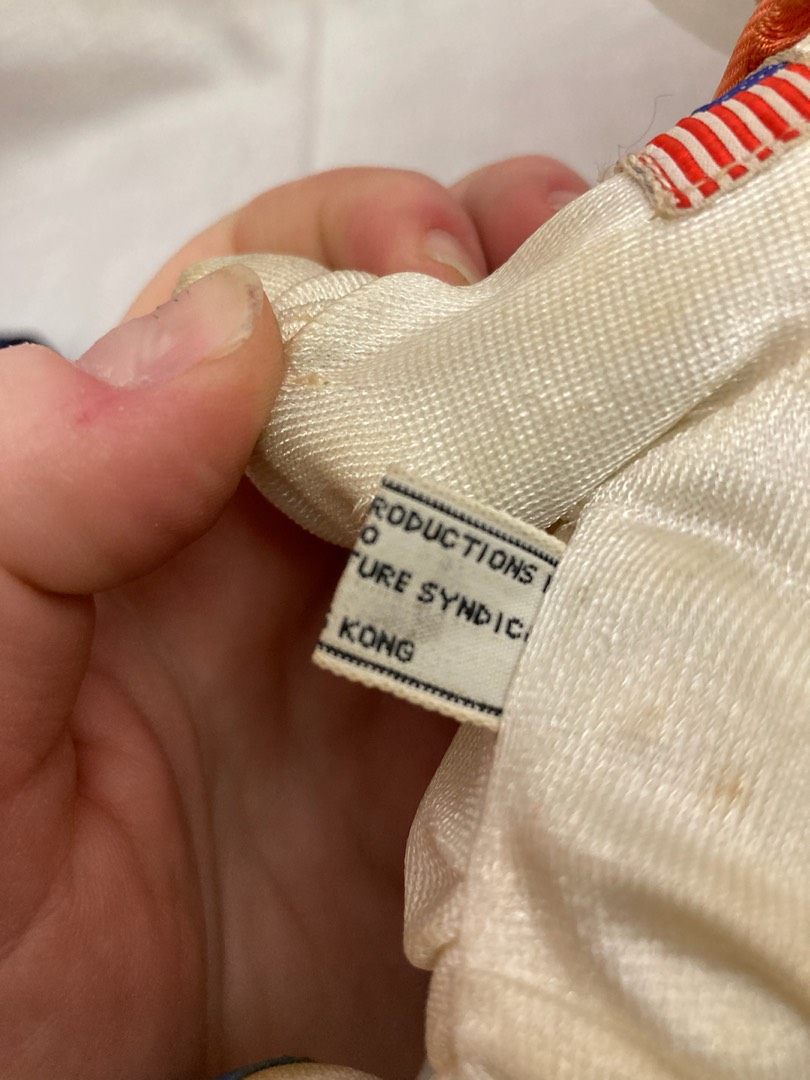 RODUCTIONS
O
TURE SYNDIC
KONG